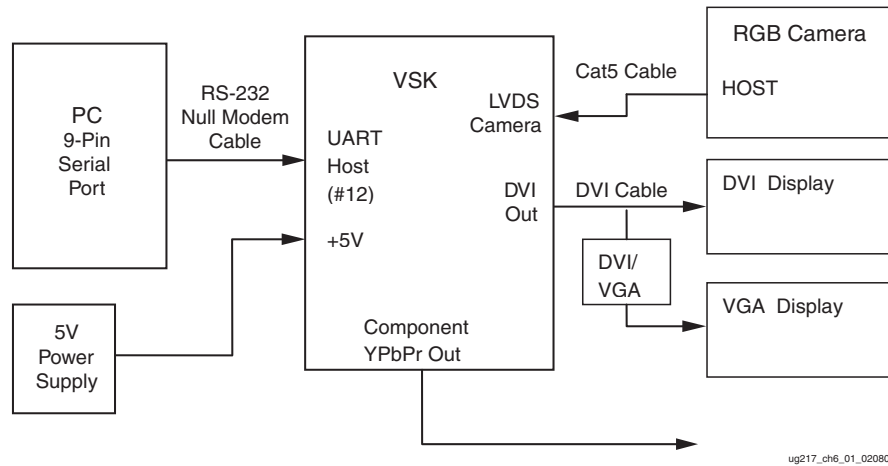 PC
9-Pin
Serial
Port
RS-232
Null Modem
Cable
5V
Power
Supply
VSK
UART
Host
(#12)
+5V
LVDS
Camera
DVI
Out
Component
YPbPr Out
Cat5 Cable
RGB Camera
HOST
DVI Cable
DVI Display
DVI/
VGA
VGA Display
ug217_ch6_01_02080